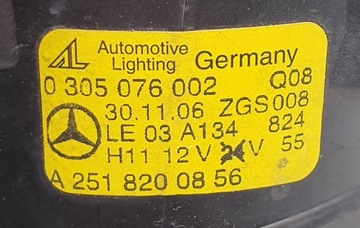 AL Automotive Lighting Germany
0 305 076 002 Q08
30.11.06 ZGS 008
LE 03 A134 824
H11 12 V V 55
A 251 820 08 56